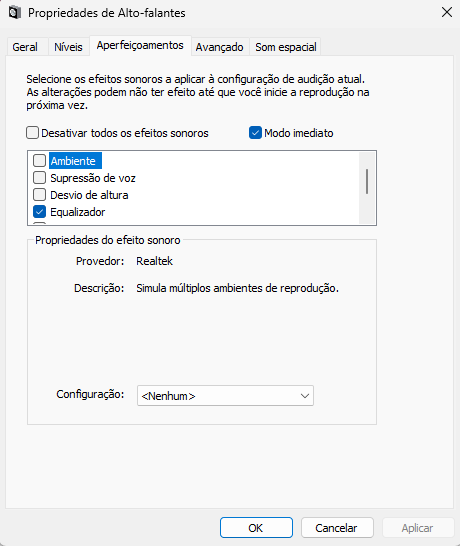 Propriedades de Alto-falantes
Geral Níveis Aperfeiçoamentos Avançado Som espacial
Selecione os efeitos sonoros a aplicar à configuração de audição atual.
As alterações podem não ter efeito até que você inicie a reprodução na
próxima vez.
Desativar todos os efeitos sonoros Modo imediato
Ambiente
Supressão de voz
Desvio de altura
Equalizador
Propriedades do efeito sonoro
Provedor: Realtek
Descrição: Simula múltiplos ambientes de reprodução.
Configuração: <Nenhum>
OK Cancelar Aplicar